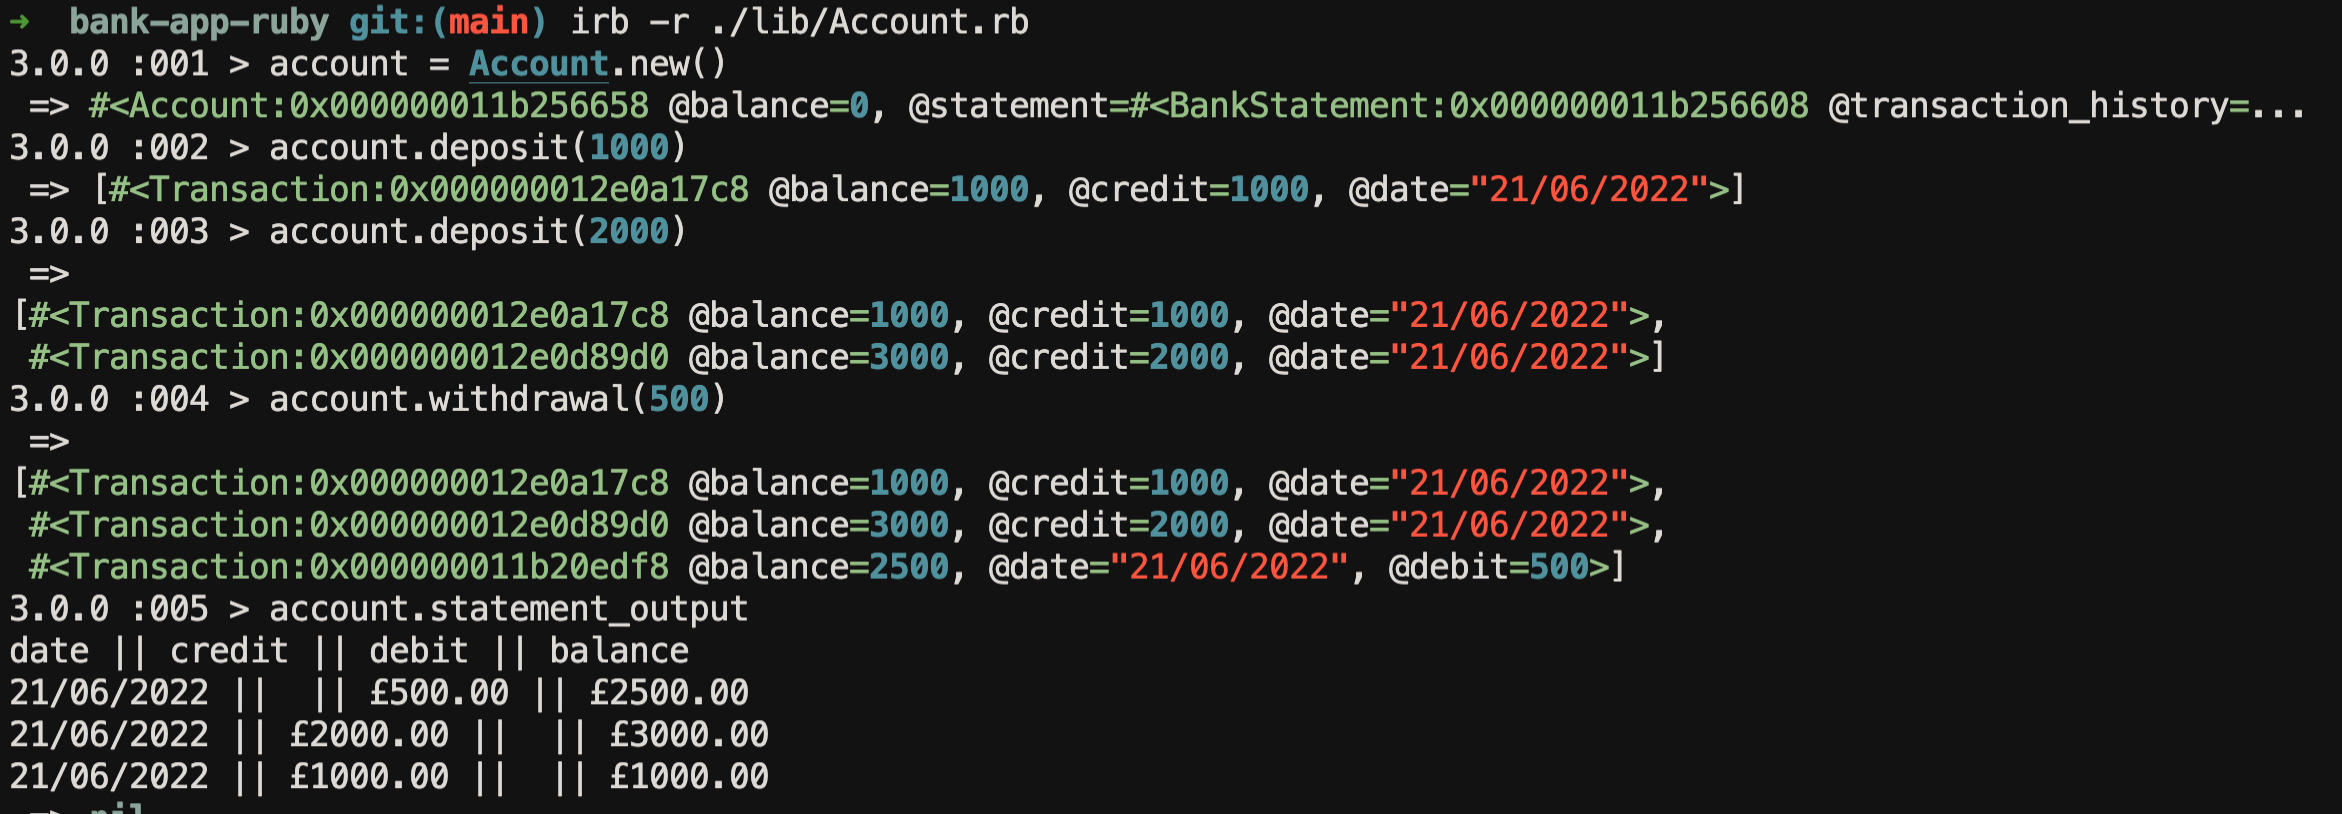 ➜  bank-app-ruby git:(main) irb -r ./lib/Account.rb
3.0.0 :001 > account = Account.new()
 => #<Account:0x000000011b256658 @balance=0, @statement=#<BankStatement:0x000000011b256608 @transaction_history=...
3.0.0 :002 > account.deposit(1000)
 => [#<Transaction:0x000000012e0a17c8 @balance=1000, @credit=1000, @date="21/06/2022">]
3.0.0 :003 > account.deposit(2000)
 =>
[#<Transaction:0x000000012e0a17c8 @balance=1000, @credit=1000, @date="21/06/2022">,
 #<Transaction:0x000000012e0d89d0 @balance=3000, @credit=2000, @date="21/06/2022">]
3.0.0 :004 > account.withdrawal(500)
 =>
[#<Transaction:0x000000012e0a17c8 @balance=1000, @credit=1000, @date="21/06/2022">,
 #<Transaction:0x000000012e0d89d0 @balance=3000, @credit=2000, @date="21/06/2022">,
 #<Transaction:0x000000011b20edf8 @balance=2500, @date="21/06/2022", @debit=500>]
3.0.0 :005 > account.statement_output
date || credit || debit || balance
21/06/2022 ||  || £500.00 || £2500.00
21/06/2022 || £2000.00 ||  || £3000.00
21/06/2022 || £1000.00 ||  || £1000.00
 => nil